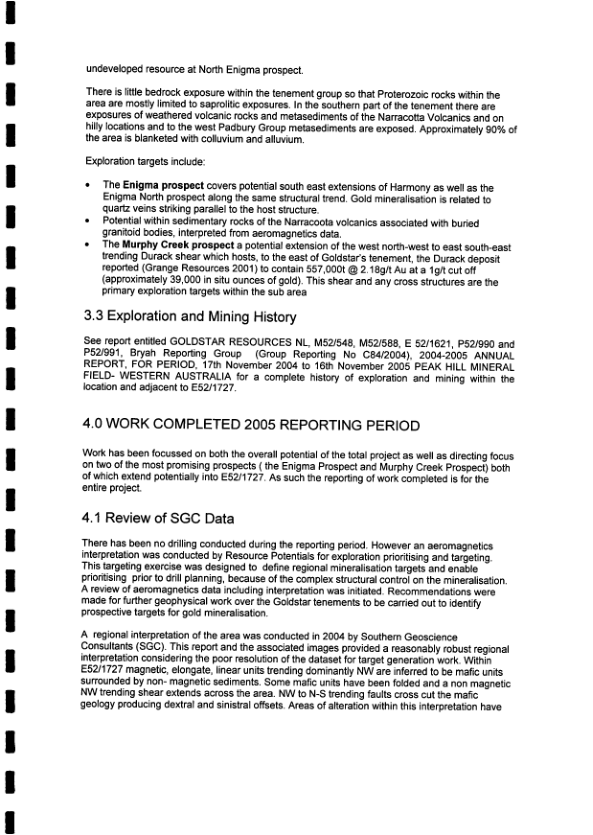 undeveloped resource at North Enigma prospect.
There is little bedrock exposure within the tenement group so that Proterozoic rocks within the
area are mostly limited to saprolitic exposures. In the southern part of the tenement there are
exposures of weathered volcanic rocks and metasediments of the Narracotta Volcanics and on
hilly locations and to the west Padbury Group metasediments are exposed. Approximately 90% of
the area is blanketed with colluvium and alluvium.
Exploration targets include:
• The Enigma prospect covers potential south east extensions of Harmony as well as the
Enigma North prospect along the same structural trend. Gold mineralisation is related to
quartz veins striking parallel to the host structure.
• Potential within sedimentary rocks of the Narracoota volcanics associated with buried
granitoid bodies, interpreted from aeromagnetics data.
• The Murphy Creek prospect a potential extension of the west north-west to east south-east
trending Durack shear which hosts, to the east of Goldstar's tenement, the Durack deposit
reported (Grange Resources 2001) to contain 557,000t @ 2.18g/t Au at a 1g/t cut off
(approximately 39,000 in situ ounces of gold). This shear and any cross structures are the
primary exploration targets within the sub area
3.3 Exploration and Mining History
See report entitled GOLDSTAR RESOURCES NL, M52/548, M52/588, E 52/1621, P52/990 and
P52/991, Bryah Reporting Group (Group Reporting No C84/2004), 2004-2005 ANNUAL
REPORT, FOR PERIOD, 17th November 2004 to 16th November 2005 PEAK HILL MINERAL
FIELD- WESTERN AUSTRALIA for a complete history of exploration and mining within the
location and adjacent to E52/1727.
4.0 WORK COMPLETED 2005 REPORTING PERIOD
Work has been focussed on both the overall potential of the total project as well as directing focus
on two of the most promising prospects ( the Enigma Prospect and Murphy Creek Prospect) both
of which extend potentially into E52/1727. As such the reporting of work completed is for the
entire project.
4.1 Review of SGC Data
There has been no drilling conducted during the reporting period. However an aeromagnetics
interpretation was conducted by Resource Potentials for exploration prioritising and targeting.
This targeting exercise was designed to define regional mineralisation targets and enable
prioritising prior to drill planning, because of the complex structural control on the mineralisation.
A review of aeromagnetics data including interpretation was initiated. Recommendations were
made for further geophysical work over the Goldstar tenements to be carried out to identify
prospective targets for gold mineralisation.
A regional interpretation of the area was conducted in 2004 by Southern Geoscience
Consultants (SGC). This report and the associated images provided a reasonably robust regional
interpretation considering the poor resolution of the dataset for target generation work. Within
E52/1727 magnetic, elongate, linear units trending dominantly NW are inferred to be mafic units
surrounded by non- magnetic sediments. Some mafic units have been folded and a non magnetic
NW trending shear extends across the area. NW to N-S trending faults cross cut the mafic
geology producing dextral and sinistral offsets. Areas of alteration within this interpretation have